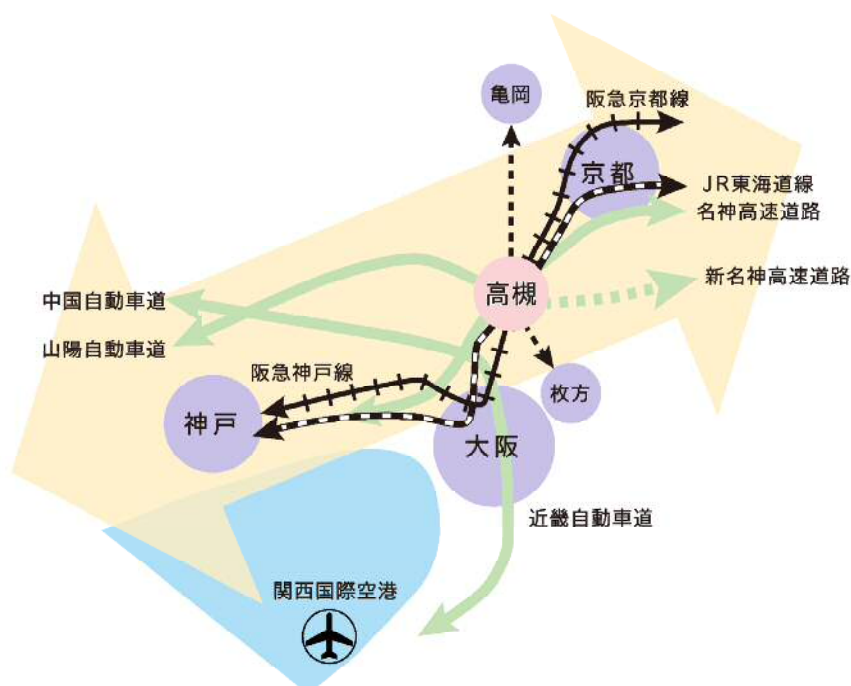 亀岡
阪急京都線
京都
JR東海道線
名神高速道路
新名神高速道路
高槻
中国自動車道
山陽自動車道
阪急神戸線
枚方
神戸
大阪
近畿自動車道
関西国際空港